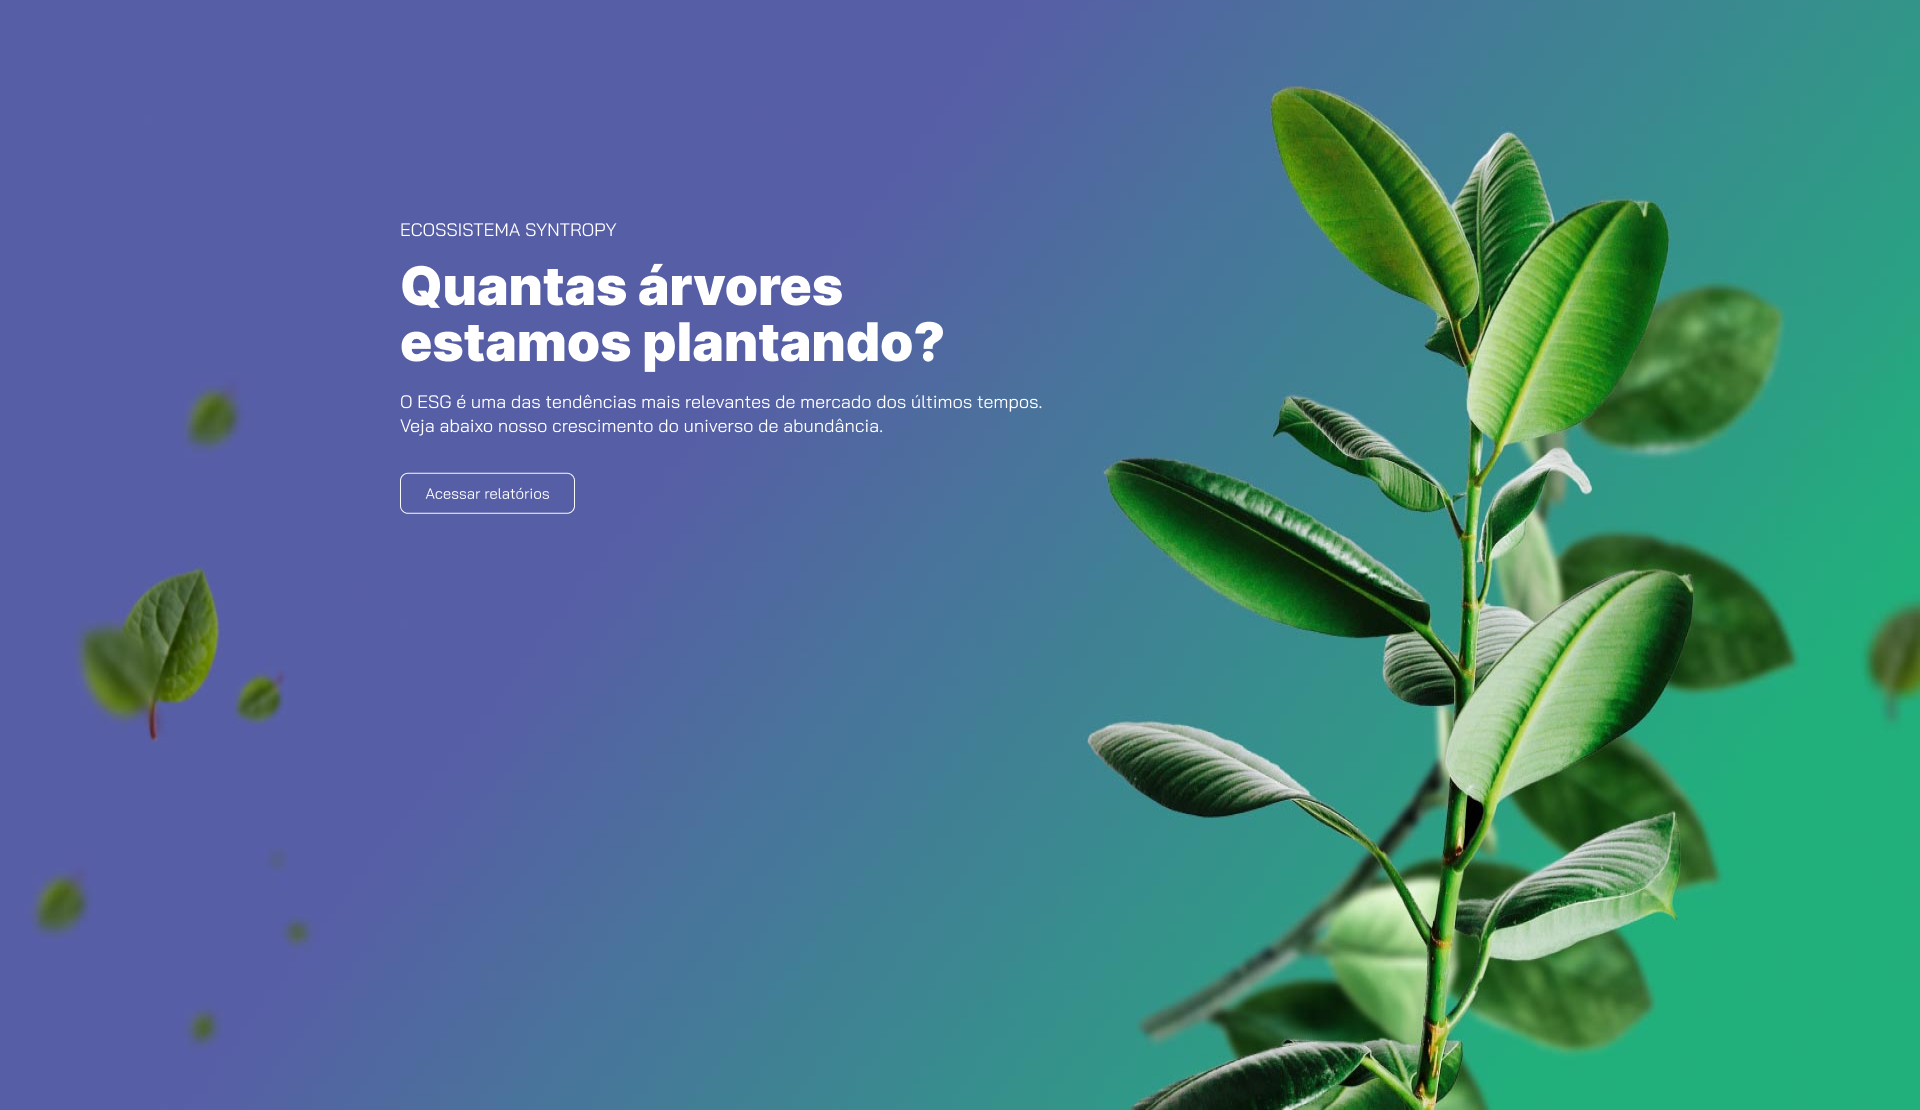 ECOSSISTEMA SYNTROPY
Quantas árvores
estamos plantando?
O ESG é uma das tendências mais relevantes de mercado dos últimos tempos.
Veja abaixo nosso crescimento do universo de abundância.
Acessar relatórios